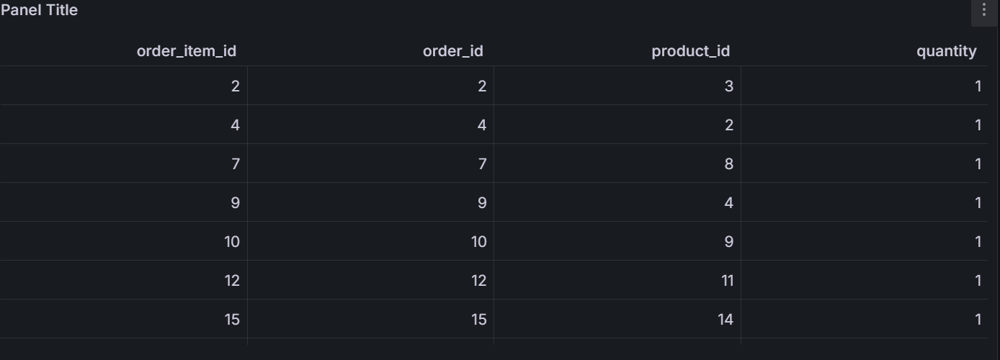 Panel Title
order_item_id order_id product_id quantity
2 2 3 1
4 4 2 1
7 7 8 1
9 9 4 1
10 10 9 1
12 12 11 1
15 15 14 1